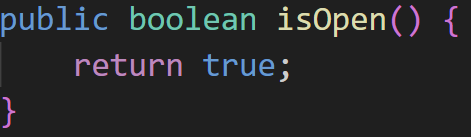 public boolean isOpen() {
    return true;
}